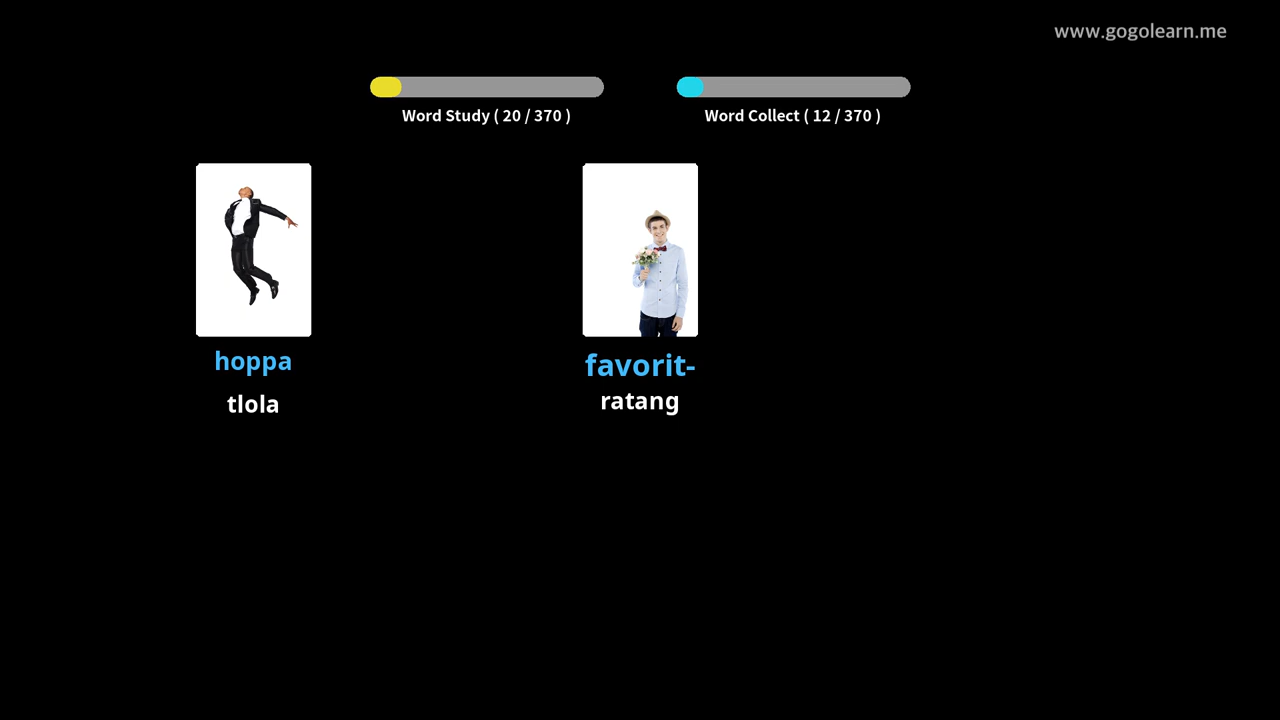 www.gogolearn.me
Word Study ( 20 / 370 )
Word Collect ( 12 / 370 )
hoppa
tlola
favorit-
ratang